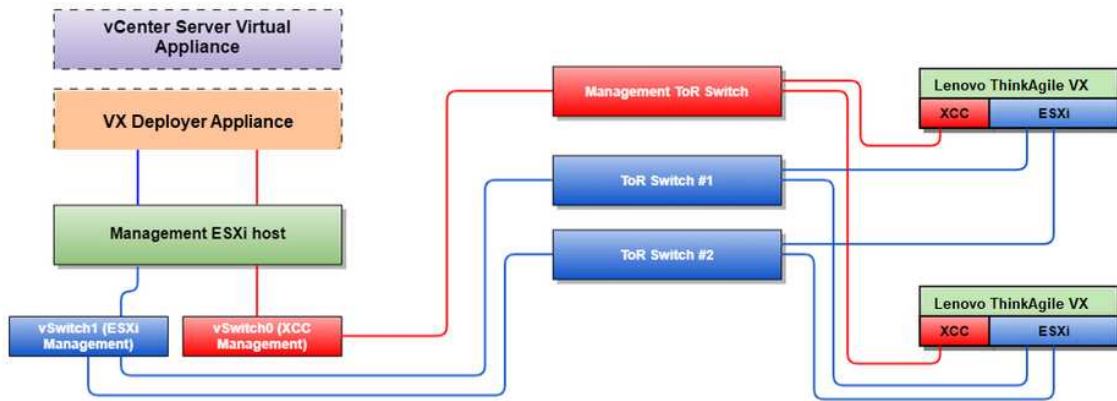 vCenter Server Virtual
Appliance
VX Deployer Appliance
Management ESXi host
vSwitch1 (ESXi
Management)
vSwitch0 (XCC
Management)
Management ToR Switch
ToR Switch #1
ToR Switch #2
Lenovo ThinkAgile VX
XCC
ESXi
Lenovo ThinkAgile VX
XCC
ESXi